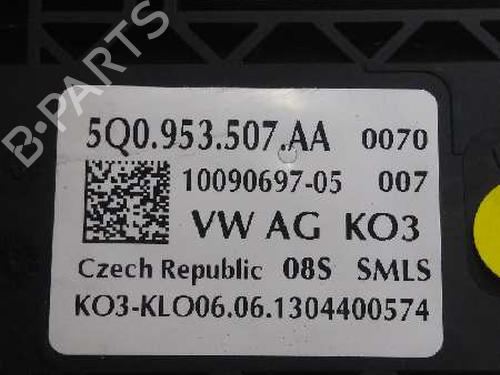 B-PARTS
5Q0.953.507.AA 0070
10090697-05 007
VW AG KO3
Czech Republic 08S SMLS
KO3-KLO06.06.1304400574